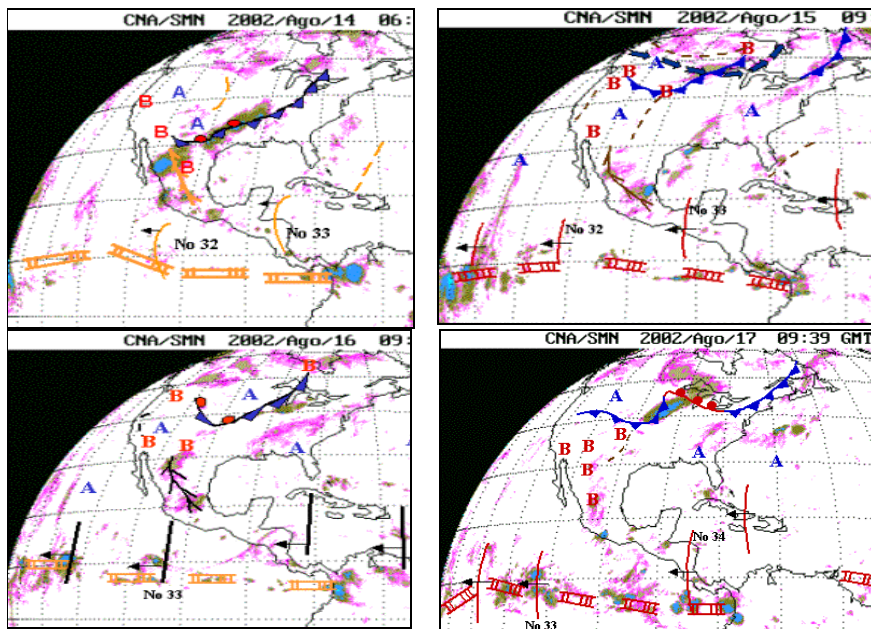 CNA/SMN 2002/Ago/14 06:
B
A
A
B
B
No 32
No 33
CNA/SMN 2002/Ago/15 09
B
A
B
B
B
A
A
B
A
No 33
No 32
CNA/SMN 2002/Ago/16 09:
B
B
A
A
B
B
A
A
No 33
CNA/SMN 2002/Ago/17 09:39 GMT
A
B
B
B
B
A
A
B
B
No 34
No 33